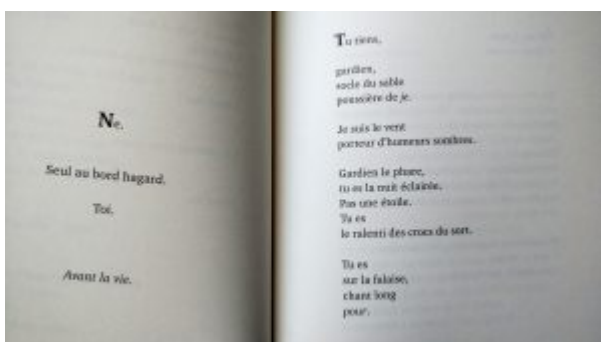 Ne.
Seul au bord hagard.
Toi.
Avant la vie.
Tu tiens,
gardien,
socle du sable
poussière de je.
Je suis le vent
porteur d'humeurs sombres.
Gardien le phare,
tu es la nuit éclairée.
Pas une étoile.
Tu es
le ralenti des crocs du sort.
Tu es
sur la falaise,
chant long
pour.